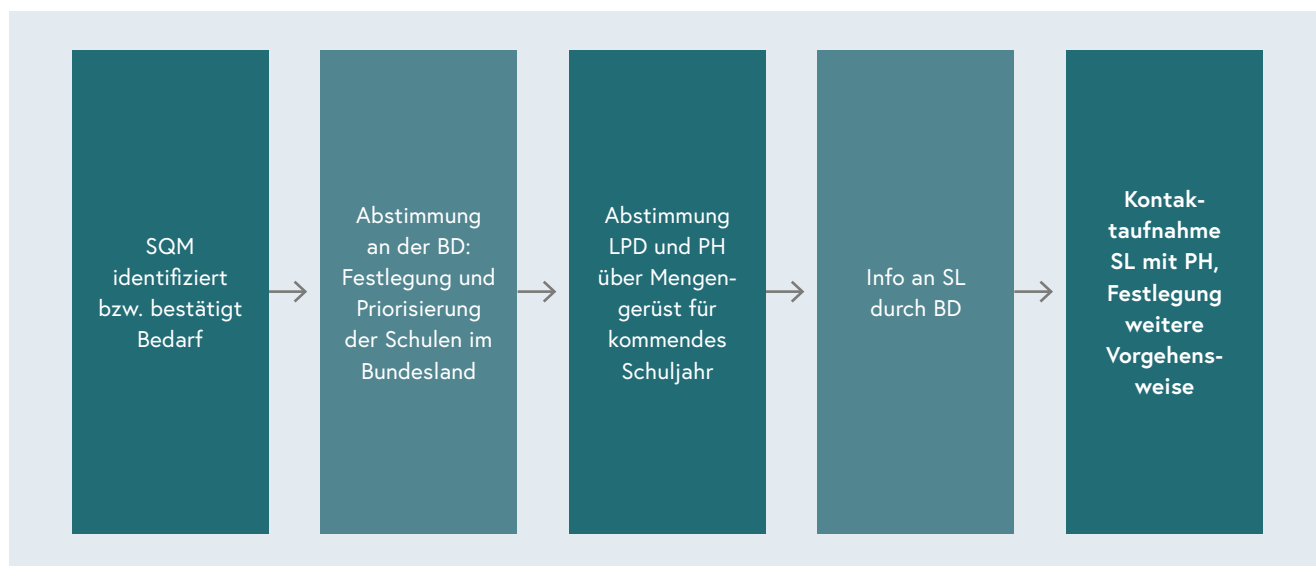 SQM
identifiziert
bzw. bestätigt
Bedarf
Abstimmung
an der BD:
Festlegung und
Priorisierung
der Schulen im
Bundesland
Abstimmung
LPD und PH
über Mengen-
gerüst für
kommendes
Schuljahr
Info an SL
durch BD
Kontak-
taufnahme
SL mit PH,
Festlegung
weitere
Vorgehens-
weise